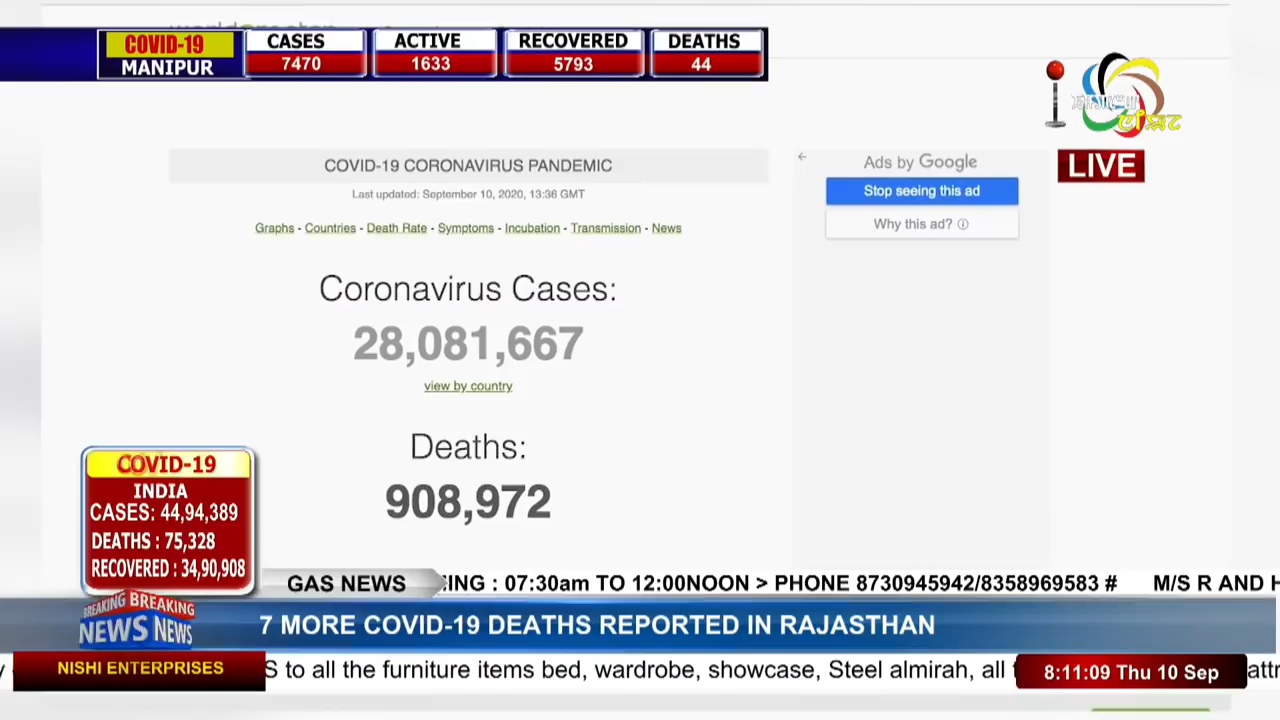 COVID-19
MANIPUR
CASES
7470
ACTIVE
1633
RECOVERED
5793
DEATHS
44
LIVE
COVID-19 CORONAVIRUS PANDEMIC
Last updated: September 10, 2020, 13:36 GMT
Graphs - Countries - Death Rate - Symptoms - Incubation - Transmission - News
Coronavirus Cases:
28,081,667
view by country
Deaths:
908,972
Ads by Google
Stop seeing this ad
Why this ad?
COVID-19
INDIA
CASES: 44,94,389
DEATHS : 75,328
RECOVERED : 34,90,908
GAS NEWS
ING : 07:30am TO 12:00NOON > PHONE 8730945942/8358969583 # M/S R AND H
BREAKING BREAKING
NEWS NEWS
7 MORE COVID-19 DEATHS REPORTED IN RAJASTHAN
NISHI ENTERPRISES
S to all the furniture items bed, wardrobe, showcase, Steel almirah, all
8:11:09 Thu 10 Sep